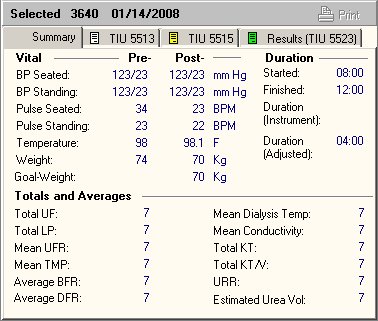 Selected 3640 01/14/2008 Print
Summary TIU 5513 TIU 5515 Results (TIU 5523)
Vital Pre- Post- Duration
BP Seated: 123/23 123/23 mm Hg Started: 08:00
BP Standing: 123/23 123/23 mm Hg Finished: 12:00
Pulse Seated: 34 23 BPM Duration (Instrument):
Pulse Standing: 23 22 BPM
Temperature: 98 98.1 F Duration (Adjusted): 04:00
Weight: 74 70 Kg
Goal-Weight: 70 Kg
Totals and Averages
Total UF: 7 Mean Dialysis Temp: 7
Total LP: 7 Mean Conductivity: 7
Mean UFR: 7 Total KT: 7
Mean TMP: 7 Total KT/V: 7
Average BFR: 7 URR: 7
Average DFR: 7 Estimated Urea Vol: 7